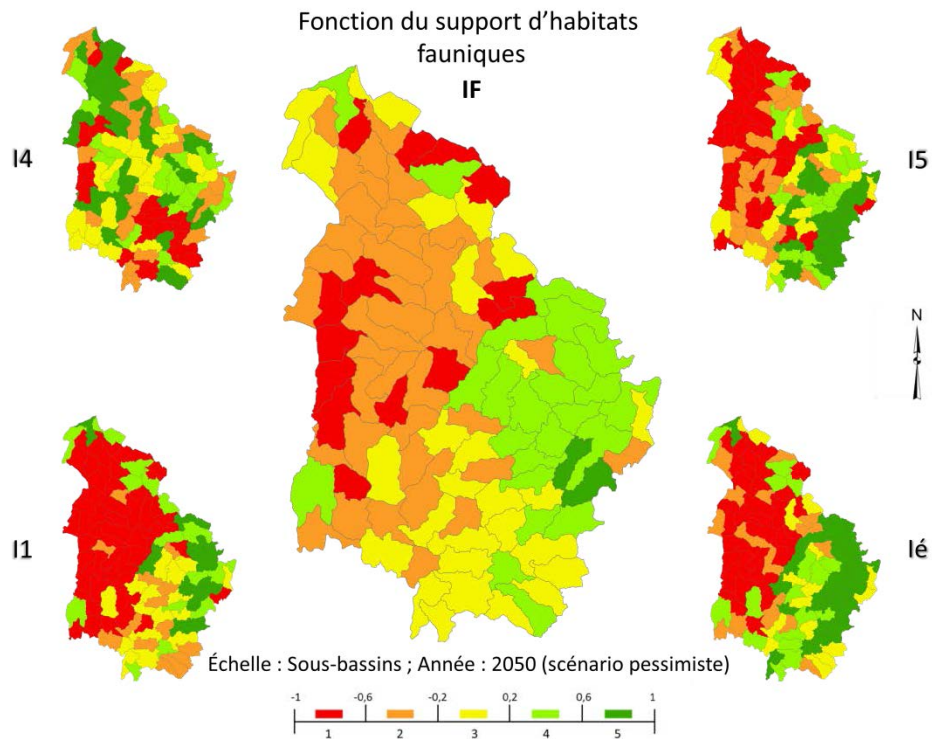 Fonction du support d’habitats
fauniques
IF
I4
I5
N
I1
Ié
Échelle : Sous-bassins ; Année : 2050 (scénario pessimiste)
-1 -0,6 -0,2 0,2 0,6 1
1 2 3 4 5